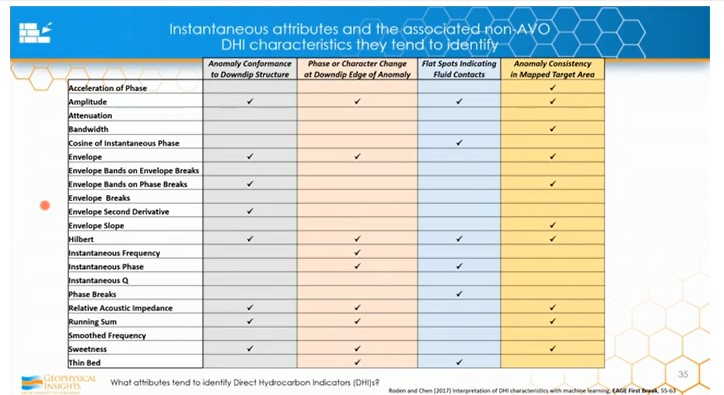 Instantaneous attributes and the associated non-AVO
DHI characteristics they tend to identify
Anomaly Conformance to Downdip Structure | Phase or Character Change at Downdip Edge of Anomaly | Flat Spots Indicating Fluid Contacts | Anomaly Consistency in Mapped Target Area
Acceleration of Phase ✓
Amplitude ✓ ✓ ✓ ✓
Attenuation
Bandwidth ✓
Cosine of Instantaneous Phase ✓
Envelope ✓ ✓ ✓
Envelope Bands on Envelope Breaks
Envelope Bands on Phase Breaks ✓ ✓
Envelope Breaks
Envelope Second Derivative ✓
Envelope Slope ✓
Hilbert ✓ ✓ ✓ ✓
Instantaneous Frequency ✓
Instantaneous Phase ✓ ✓
Instantaneous Q
Phase Breaks ✓
Relative Acoustic Impedance ✓ ✓ ✓
Running Sum ✓ ✓ ✓
Smoothed Frequency
Sweetness ✓ ✓ ✓
Thin Bed ✓ ✓
35
GEOPHYSICAL
INSIGHTS
What attributes tend to identify Direct Hydrocarbon Indicators (DHI)s?
Roden and Chen (2017) Interpretation of DHI characteristics with machine learning; EAGE First Break, 55-63